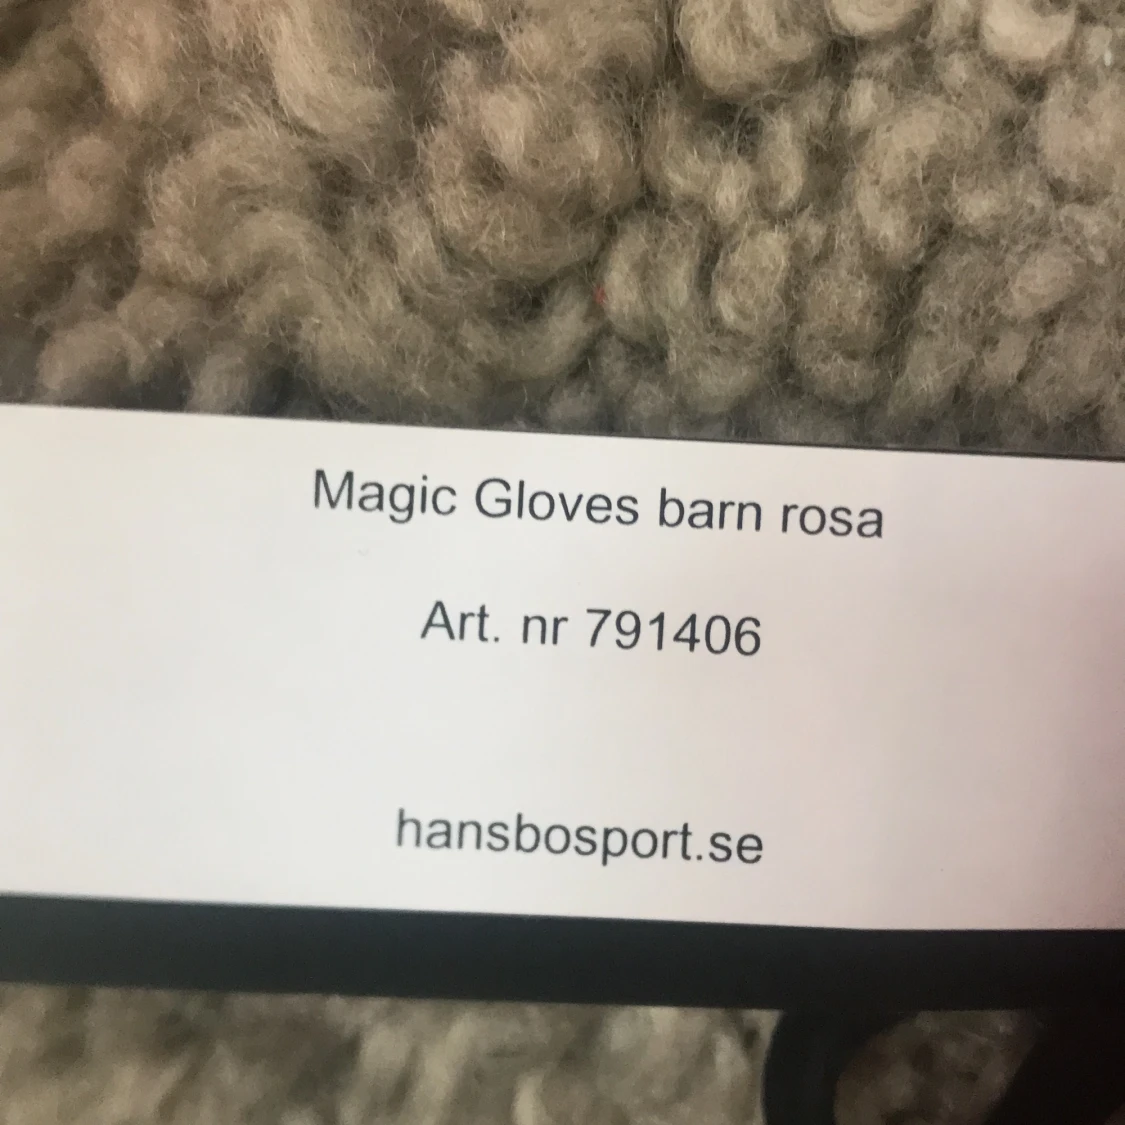 Magic Gloves barn rosa
Art. nr 791406
hansbosport.se